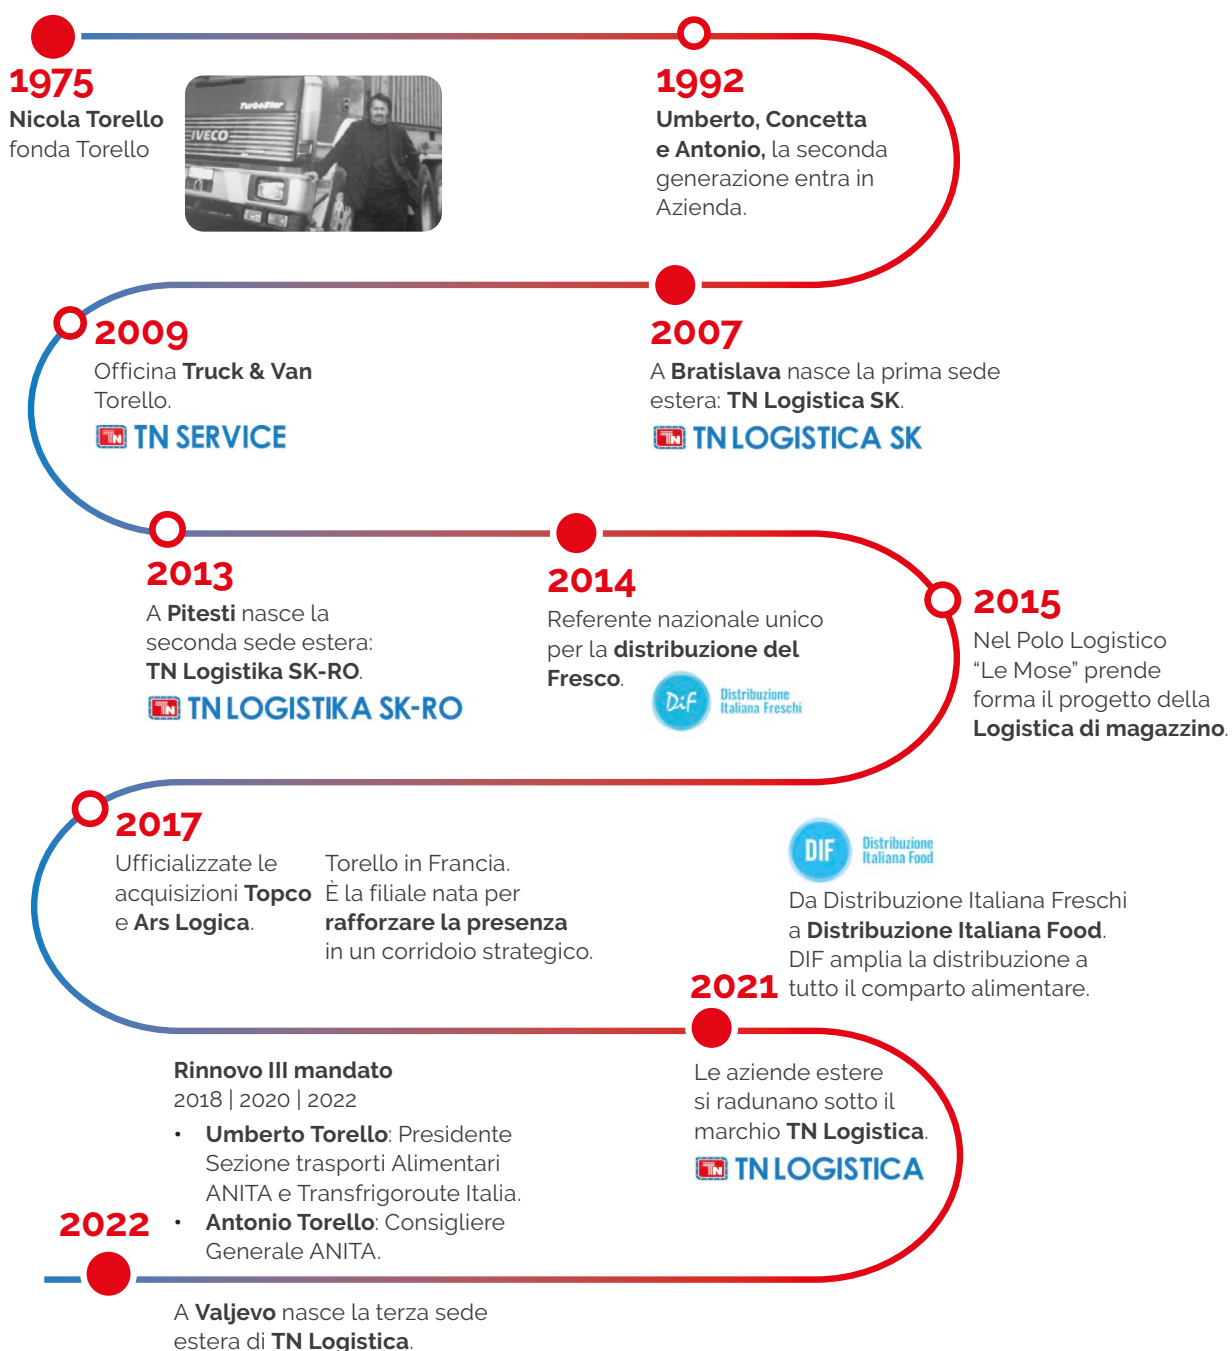 1975
Nicola Torello
fonda Torello
TurboStar
IVECO
1992
Umberto, Concetta
e Antonio, la seconda
generazione entra in
Azienda.
2007
A Bratislava nasce la prima sede
estera: TN Logistica SK.
TN TN LOGISTICA SK
2009
Officina Truck & Van
Torello.
TN TN SERVICE
2013
A Pitesti nasce la
seconda sede estera:
TN Logistika SK-RO.
TN TN LOGISTIKA SK-RO
2014
Referente nazionale unico
per la distribuzione del
Fresco.
DiF Distribuzione
Italiana Freschi
2015
Nel Polo Logistico
“Le Mose” prende
forma il progetto della
Logistica di magazzino.
2017
Ufficializzate le
acquisizioni Topco
e Ars Logica.
Torello in Francia.
È la filiale nata per
rafforzare la presenza
in un corridoio strategico.
DIF Distribuzione
Italiana Food
Da Distribuzione Italiana Freschi
a Distribuzione Italiana Food.
DIF amplia la distribuzione a
tutto il comparto alimentare.
2021
Le aziende estere
si radunano sotto il
marchio TN Logistica.
TN TN LOGISTICA
Rinnovo III mandato
2018 | 2020 | 2022
• Umberto Torello: Presidente
Sezione trasporti Alimentari
ANITA e Transfrigoroute Italia.
• Antonio Torello: Consigliere
Generale ANITA.
2022
A Valjevo nasce la terza sede
estera di TN Logistica.